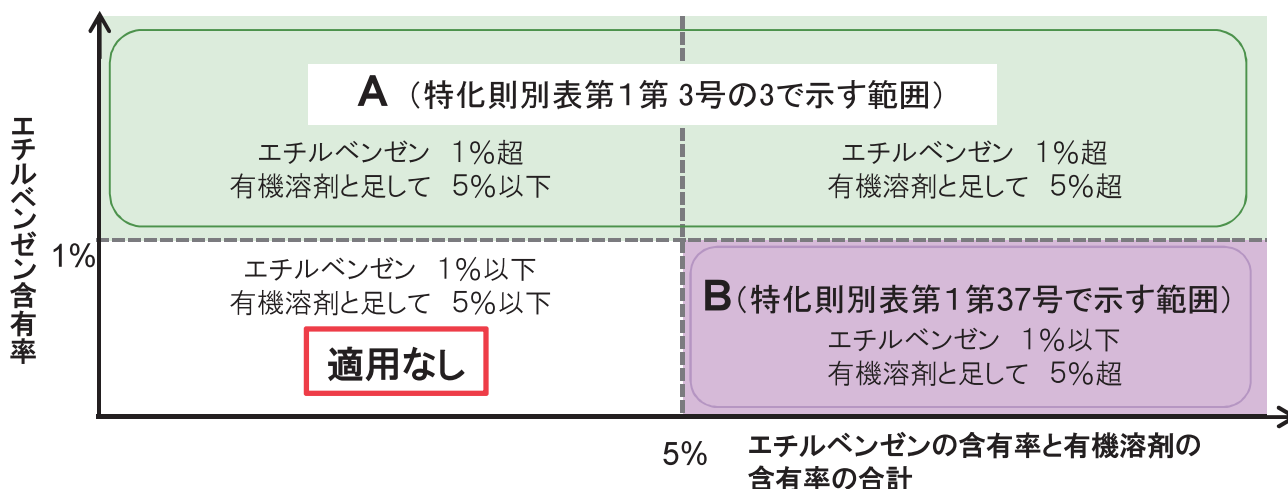 エチルベンゼン含有率
A （特化則別表第１第 3号の3で示す範囲）
エチルベンゼン 1%超
有機溶剤と足して 5%以下
エチルベンゼン 1%超
有機溶剤と足して 5%超
1%
エチルベンゼン 1%以下
有機溶剤と足して 5%以下
適用なし
B（特化則別表第１第37号で示す範囲）
エチルベンゼン 1%以下
有機溶剤と足して 5%超
5%
エチルベンゼンの含有率と有機溶剤の
含有率の合計